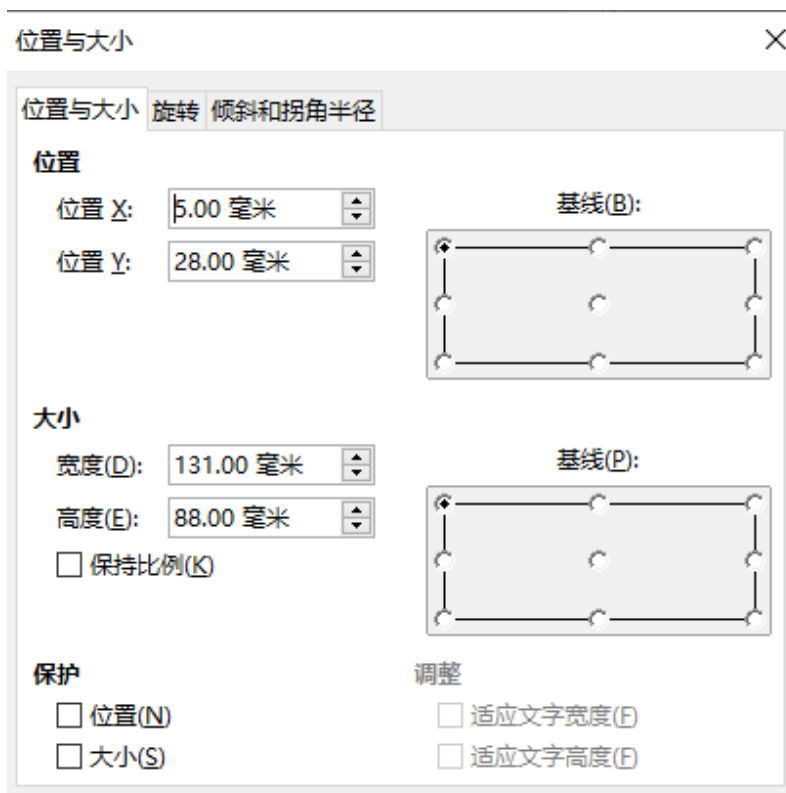 位置与大小
位置与大小 旋转 倾斜和拐角半径
位置
位置 X: 5.00 毫米
基线(B):
位置 Y: 28.00 毫米
大小
宽度(D): 131.00 毫米
基线(P):
高度(E): 88.00 毫米
保持比例(K)
保护 调整
位置(N) 适应文字宽度(F)
大小(S) 适应文字高度(F)